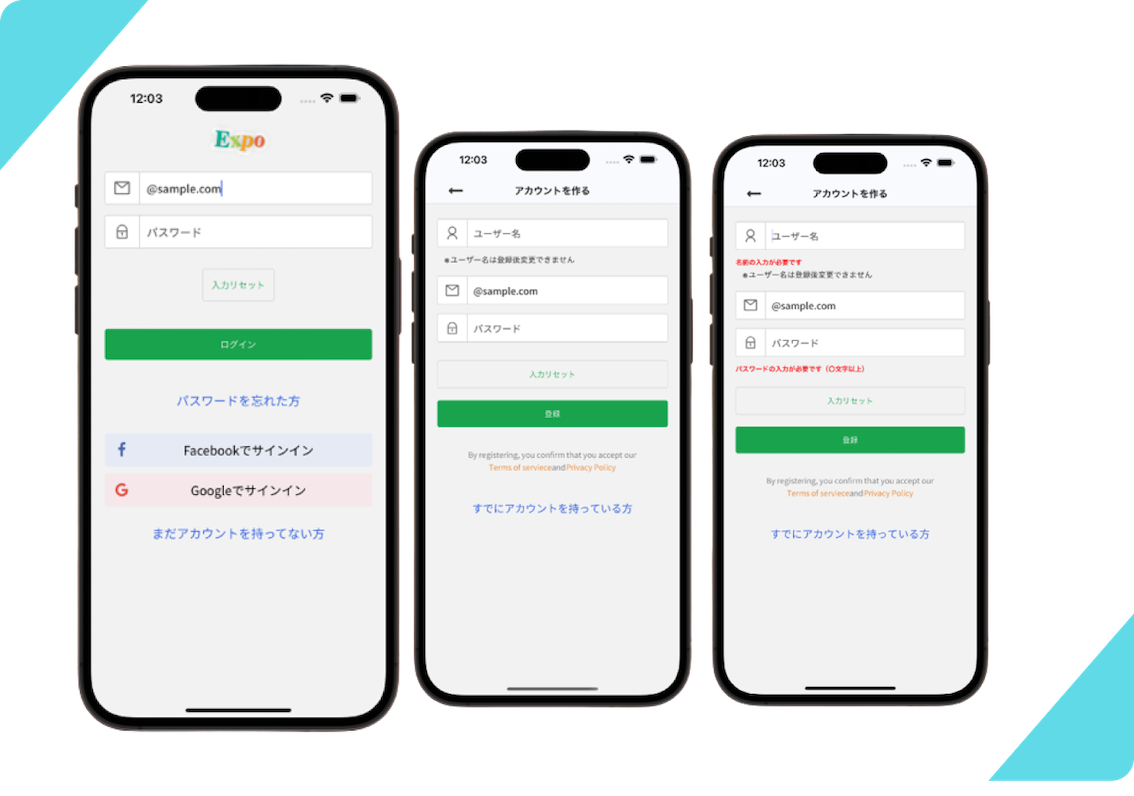 12:03
Expo
@sample.com
パスワード
入力リセット
ログイン
パスワードを忘れた方
Facebookでサインイン
Googleでサインイン
まだアカウントを持ってない方
12:03
アカウントを作る
ユーザー名
※ユーザー名は登録後変更できません
@sample.com
パスワード
入力リセット
登録
By registering, you confirm that you accept our
Terms of servieceandPrivacy Policy
すでにアカウントを持っている方
12:03
アカウントを作る
ユーザー名
名前の入力が必要です
※ユーザー名は登録後変更できません
@sample.com
パスワード
パスワードの入力が必要です（〇文字以上）
入力リセット
登録
By registering, you confirm that you accept our
Terms of servieceandPrivacy Policy
すでにアカウントを持っている方